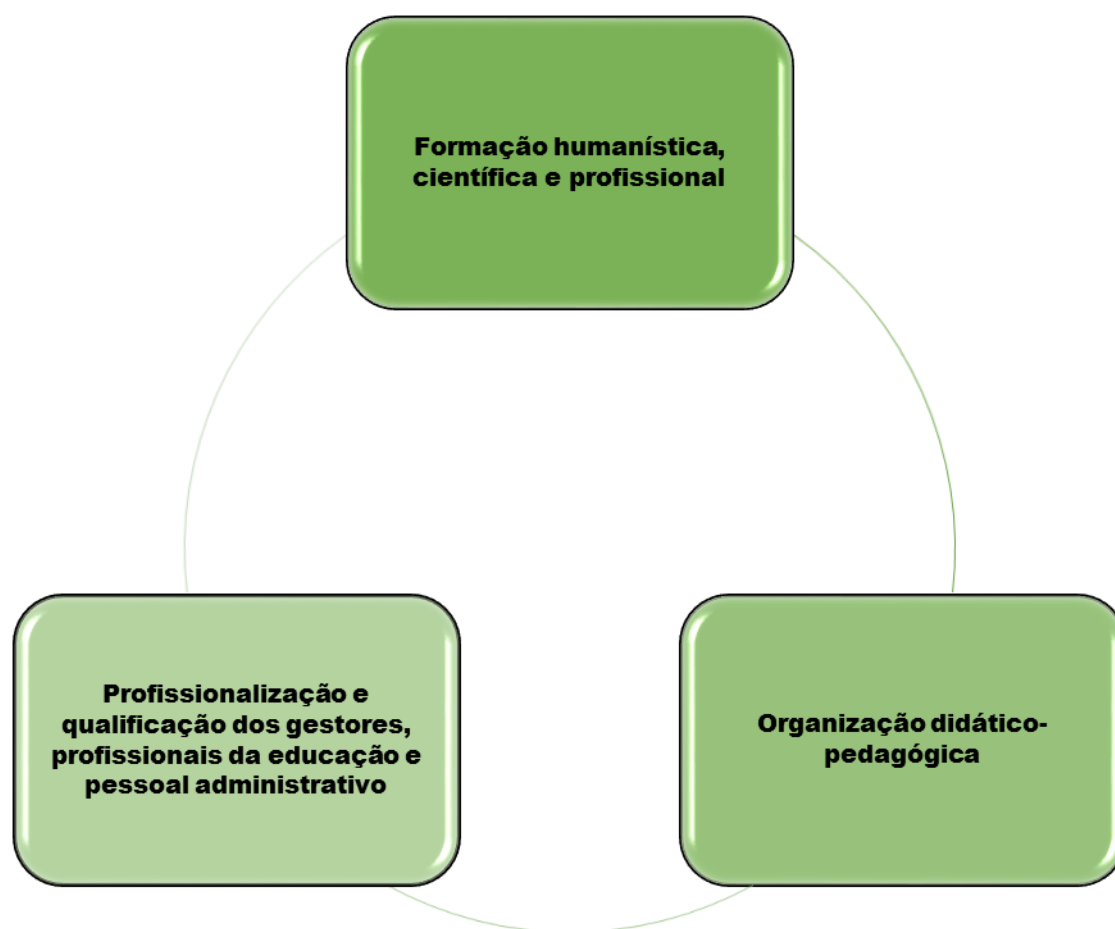 Formação humanística,
científica e profissional
Profissionalização e
qualificação dos gestores,
profissionais da educação e
pessoal administrativo
Organização didático-
pedagógica